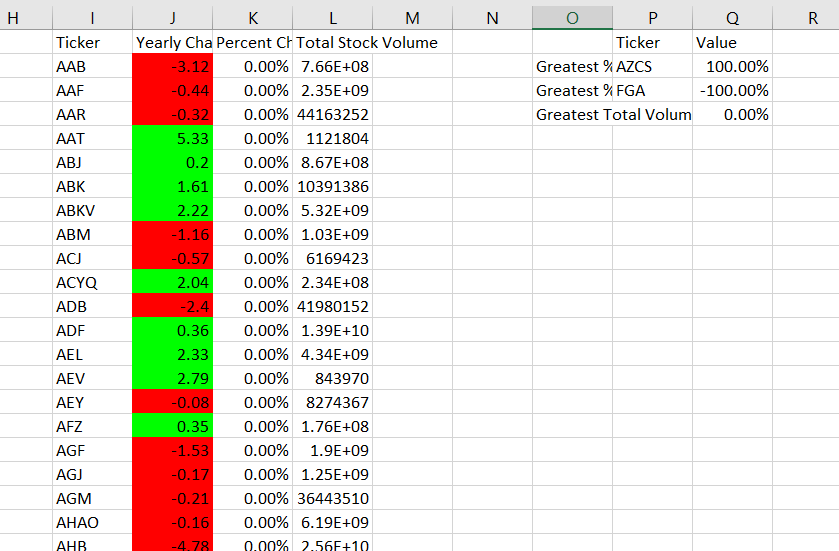 H I J K L M N O P Q R
Ticker Yearly Cha Percent Ch Total Stock Volume Ticker Value
AAB -3.12 0.00% 7.66E+08 Greatest % AZCS 100.00%
AAF -0.44 0.00% 2.35E+09 Greatest % FGA -100.00%
AAR -0.32 0.00% 44163252 Greatest Total Volum 0.00%
AAT 5.33 0.00% 1121804
ABJ 0.2 0.00% 8.67E+08
ABK 1.61 0.00% 10391386
ABKV 2.22 0.00% 5.32E+09
ABM -1.16 0.00% 1.03E+09
ACJ -0.57 0.00% 6169423
ACYQ 2.04 0.00% 2.34E+08
ADB -2.4 0.00% 41980152
ADF 0.36 0.00% 1.39E+10
AEL 2.33 0.00% 4.34E+09
AEV 2.79 0.00% 843970
AEY -0.08 0.00% 8274367
AFZ 0.35 0.00% 1.76E+08
AGF -1.53 0.00% 1.9E+09
AGJ -0.17 0.00% 1.25E+09
AGM -0.21 0.00% 36443510
AHAO -0.16 0.00% 6.19E+09
AHB -4.78 0.00% 2.56E+10